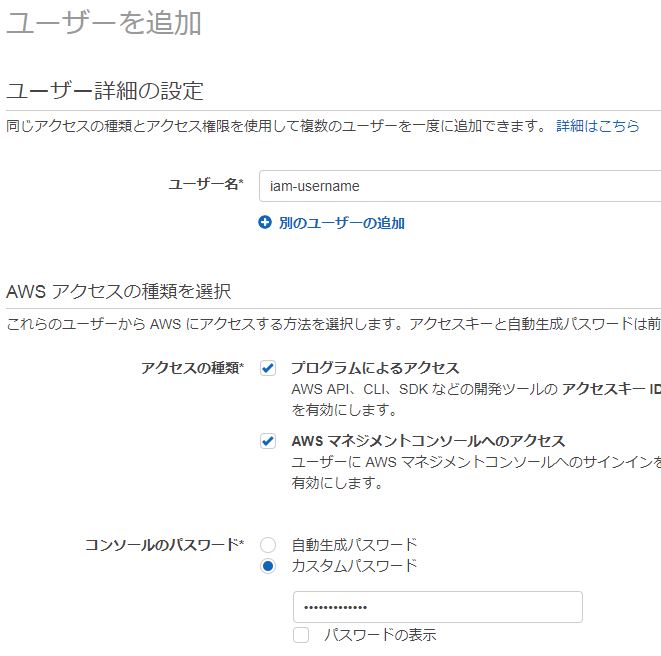 ユーザーを追加
ユーザー詳細の設定
同じアクセスの種類とアクセス権限を使用して複数のユーザーを一度に追加できます。 詳細はこちら
ユーザー名* iam-username
別のユーザーの追加
AWS アクセスの種類を選択
これらのユーザーから AWS にアクセスする方法を選択します。アクセスキーと自動生成パスワードは前
アクセスの種類* プログラムによるアクセス
AWS API、CLI、SDK などの開発ツールの アクセスキー ID
を有効にします。
AWS マネジメントコンソールへのアクセス
ユーザーに AWS マネジメントコンソールへのサインインを
有効にします。
コンソールのパスワード* 自動生成パスワード
カスタムパスワード
•••••••••••••
パスワードの表示